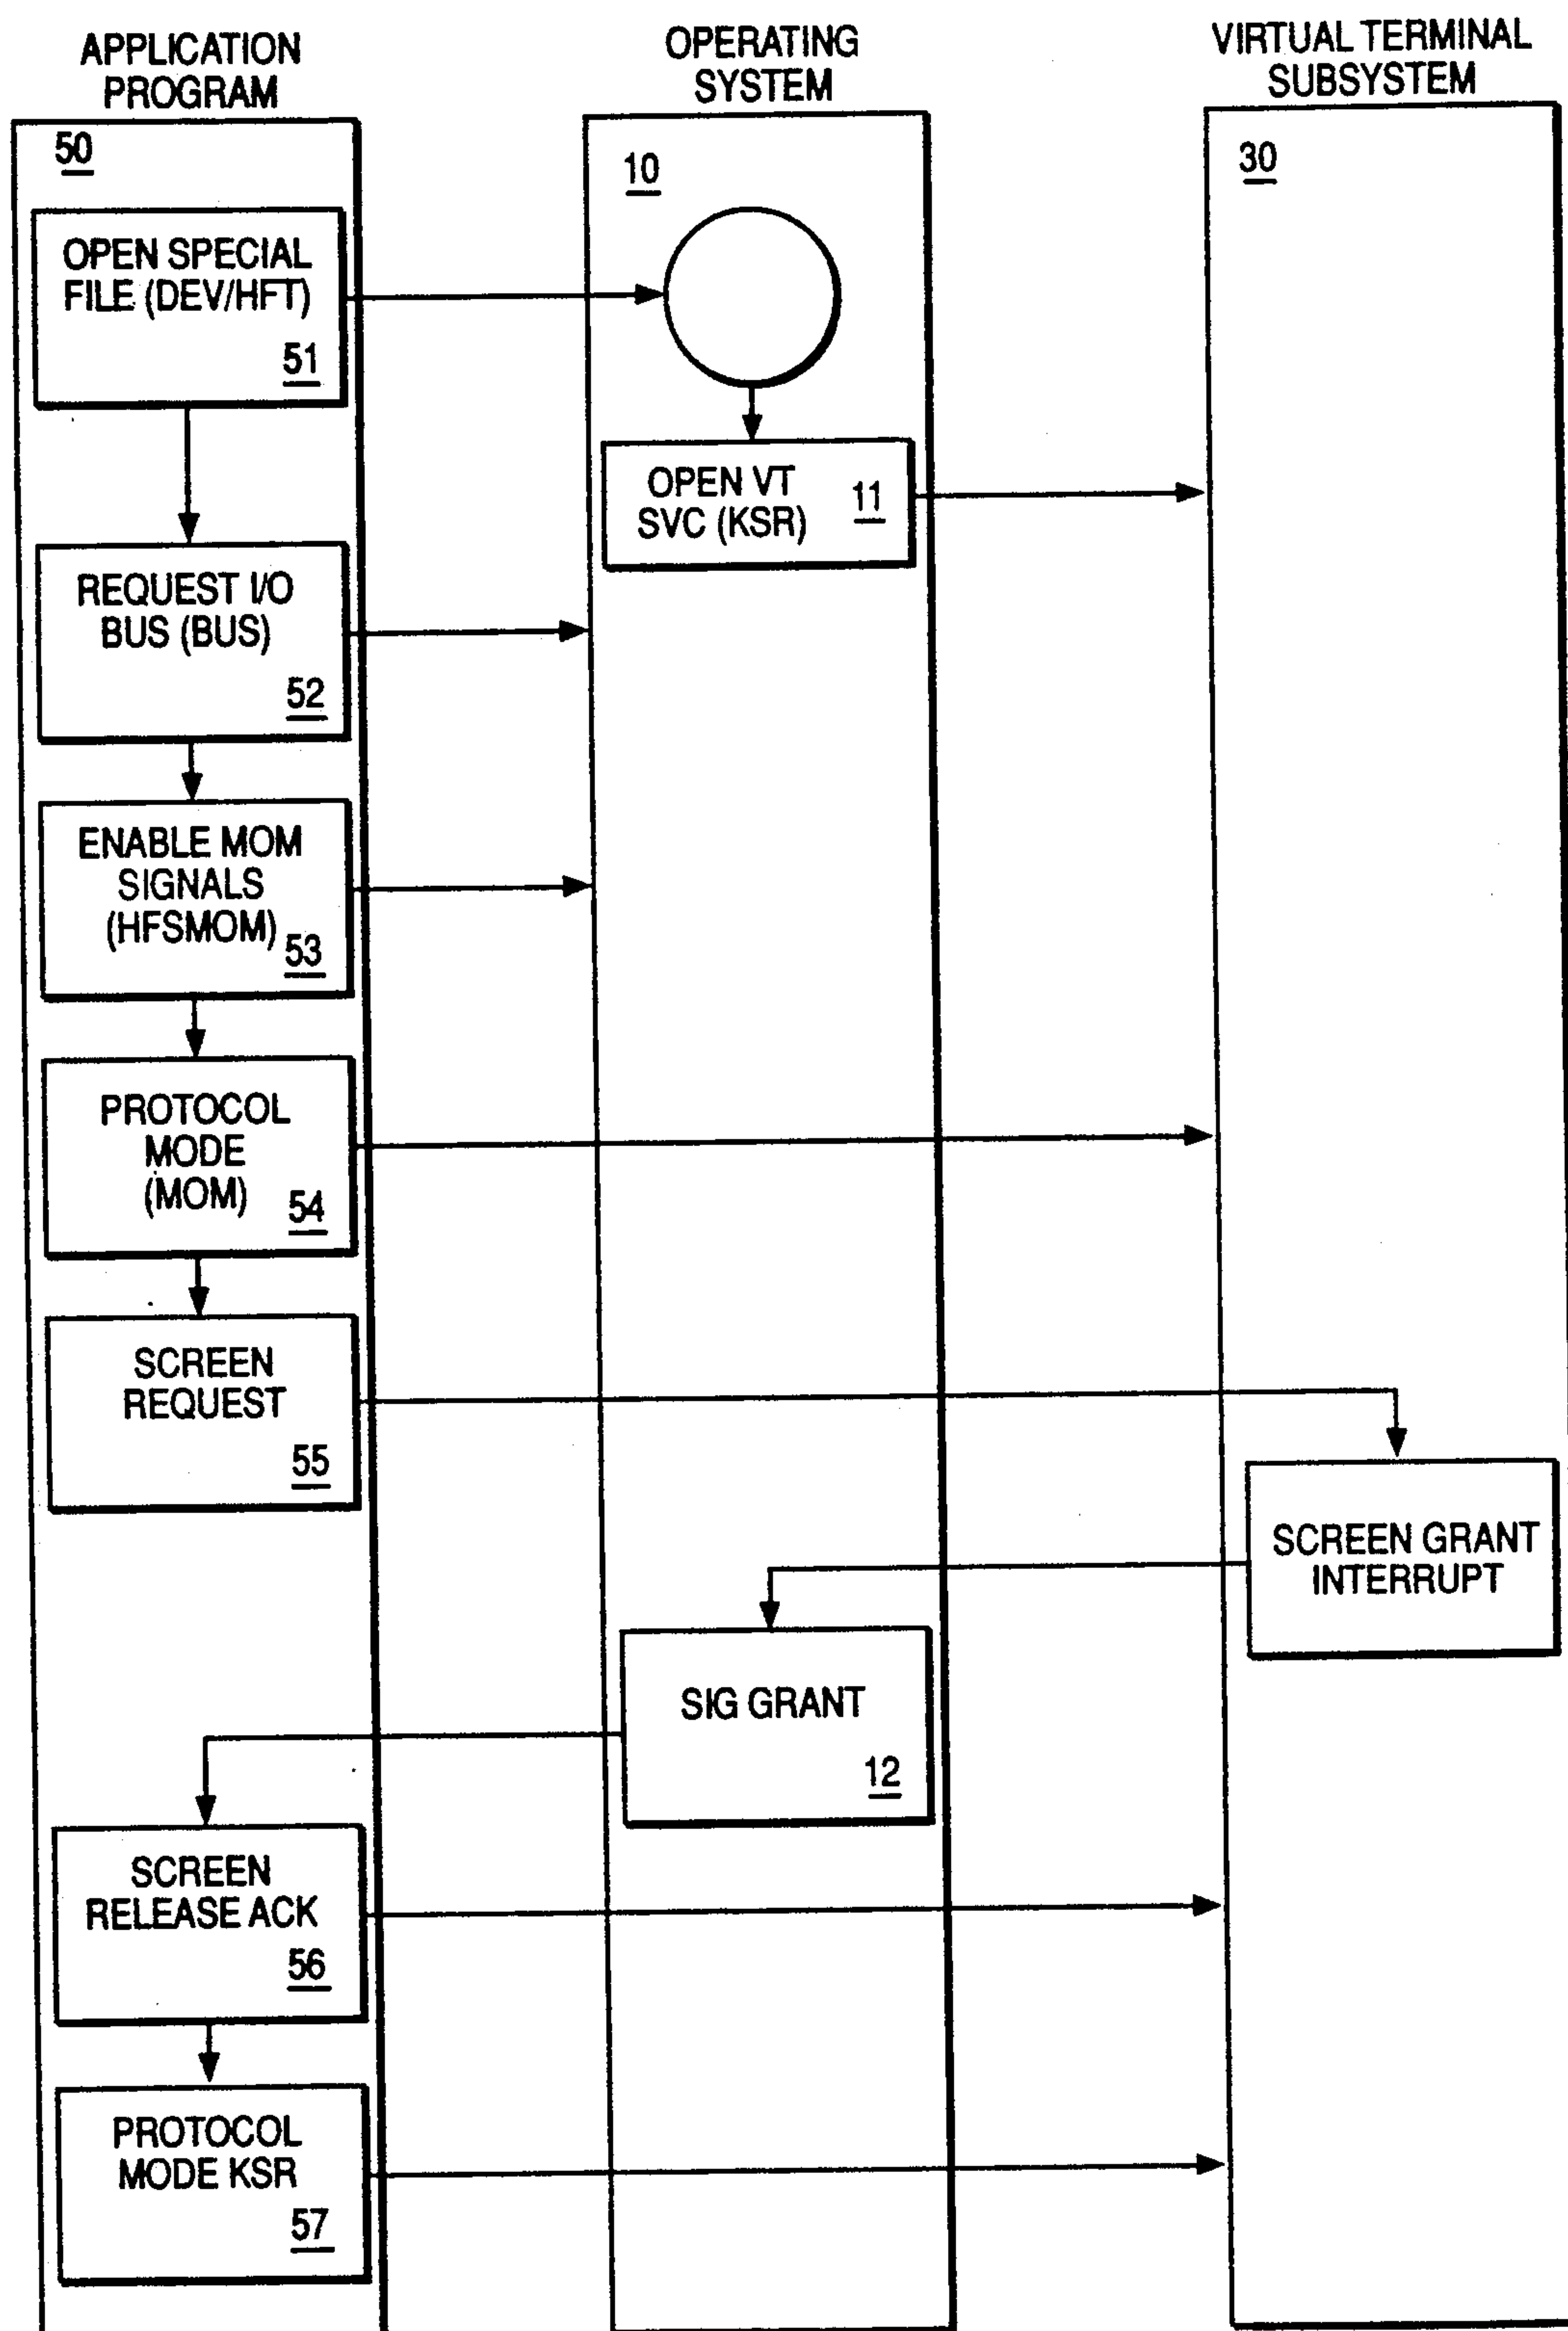 APPLICATION
PROGRAM
OPERATING
SYSTEM
VIRTUAL TERMINAL
SUBSYSTEM
50
10
30
OPEN SPECIAL
FILE (DEV/HFT)
51
OPEN VT
SVC (KSR)
11
REQUEST I/O
BUS (BUS)
52
ENABLE MOM
SIGNALS
(HFSMOM)
53
PROTOCOL
MODE
(MOM)
54
SCREEN
REQUEST
55
SCREEN GRANT
INTERRUPT
SIG GRANT
12
SCREEN
RELEASE ACK
56
PROTOCOL
MODE KSR
57